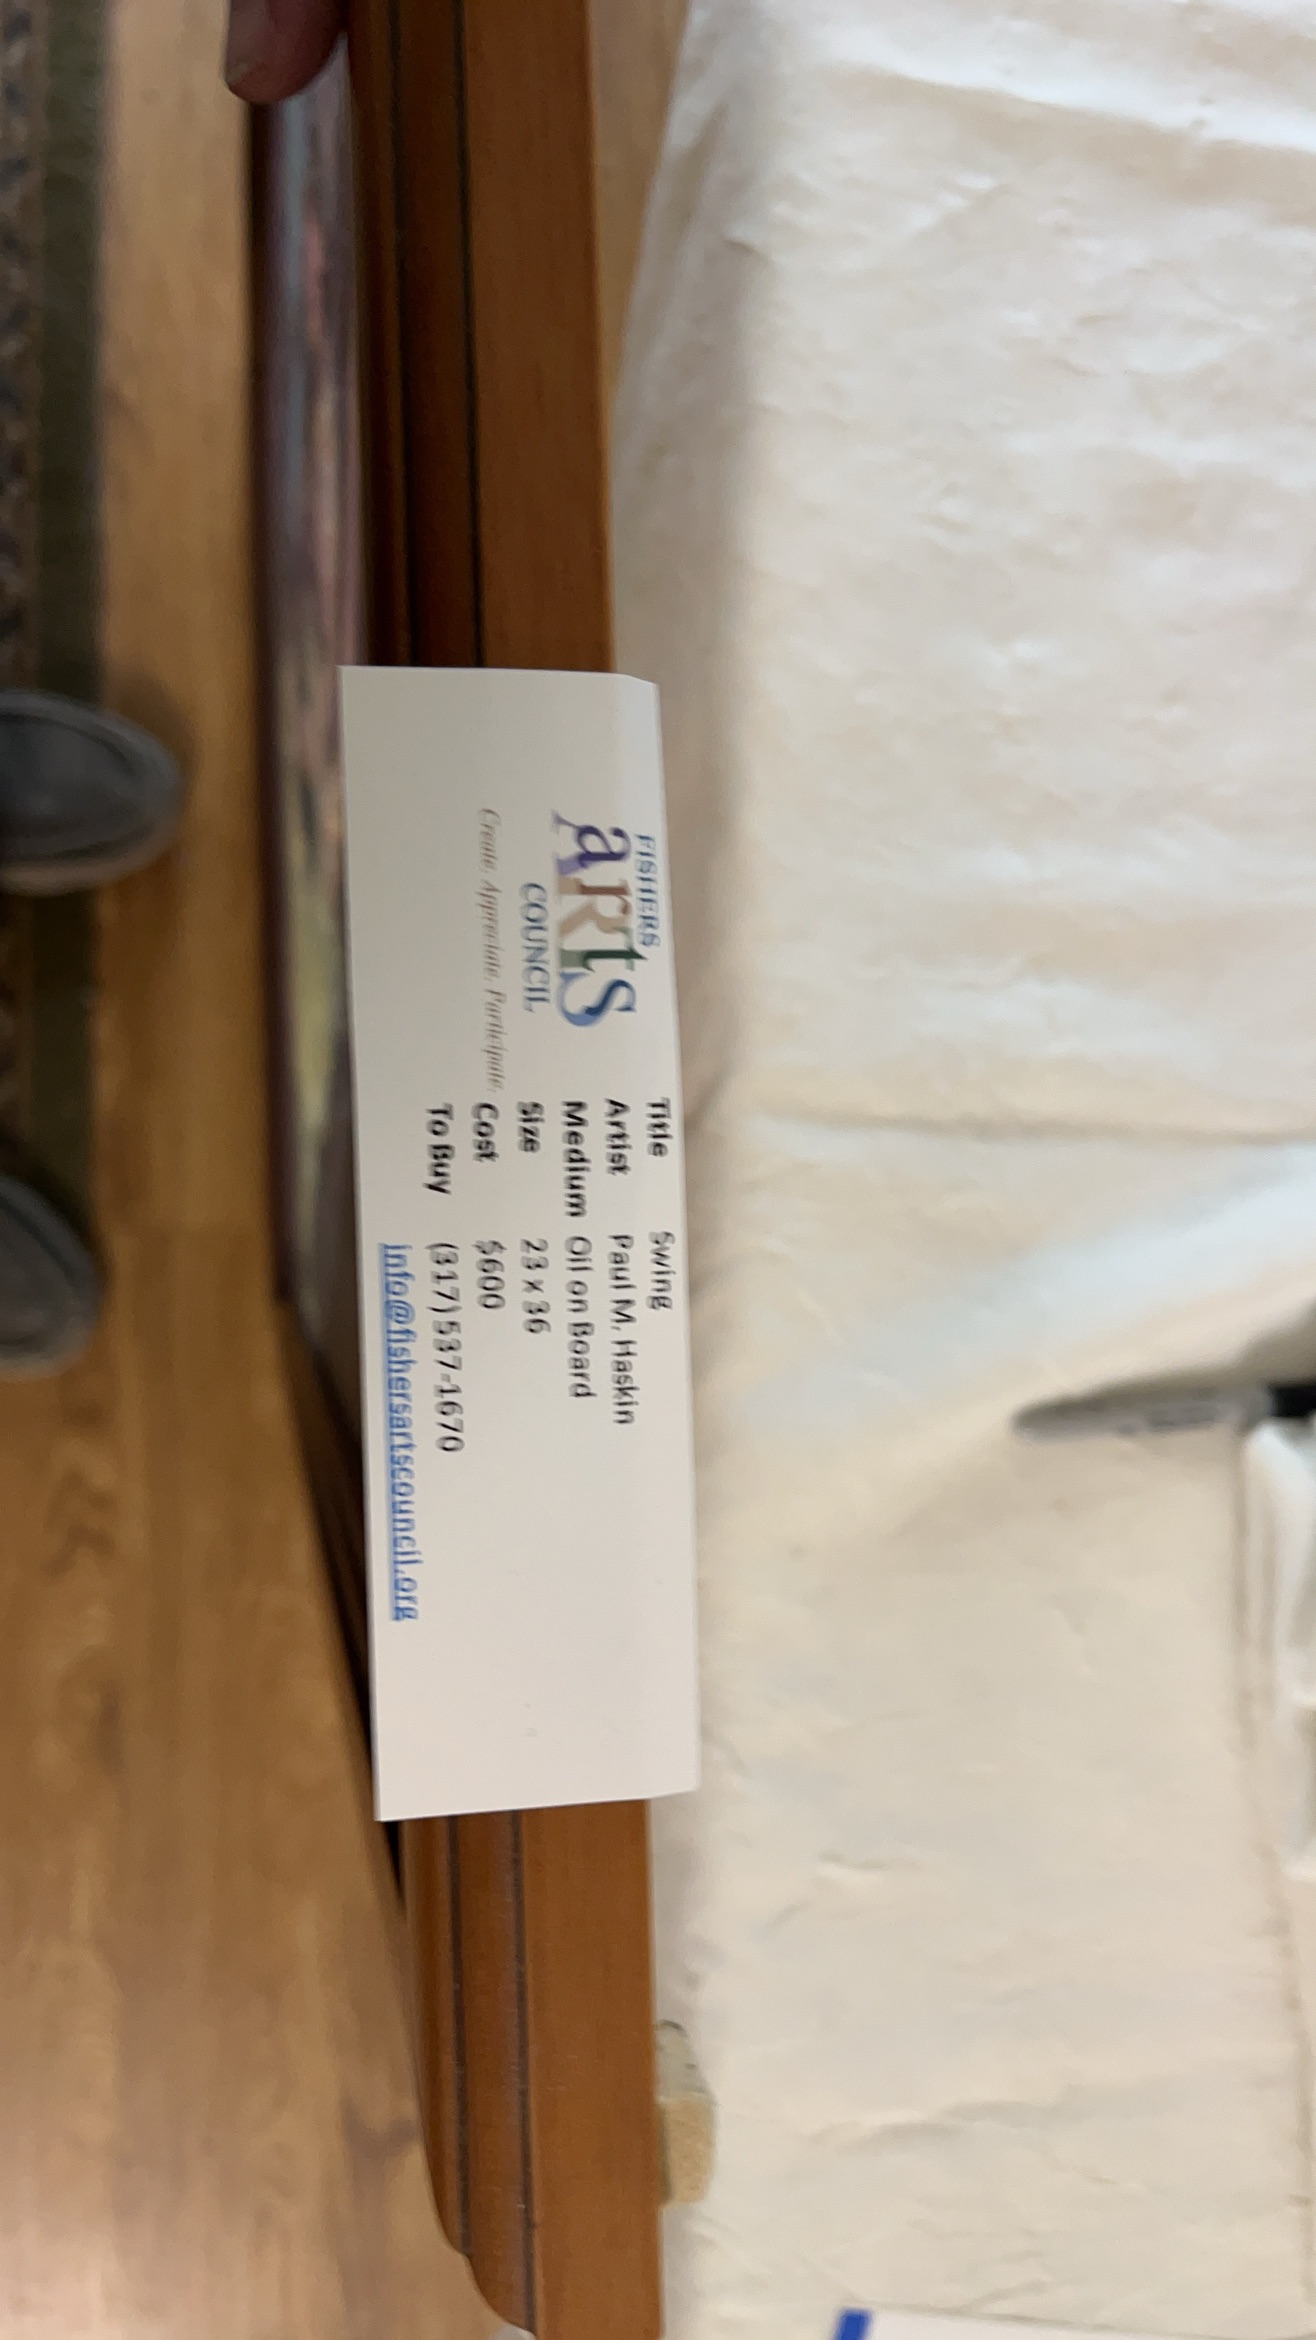 FISHERS
arts
COUNCIL
Create. Appreciate. Participate.
Title Swing
Artist Paul M. Haskin
Medium Oil on Board
Size 23 x 36
Cost $600
To Buy (317) 537-1670
info@fishersartscouncil.org